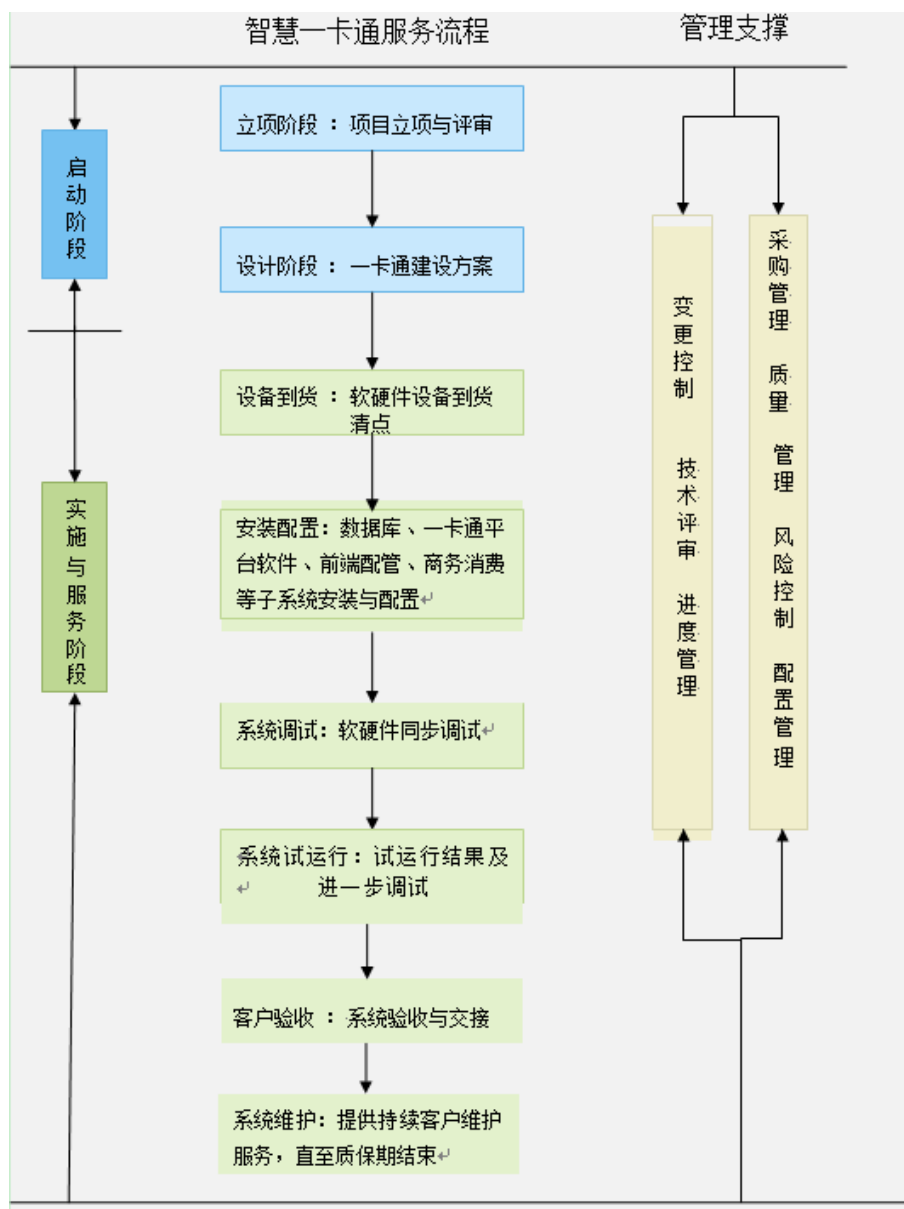 智慧一卡通服务流程
管理支撑
启动阶段
实施与服务阶段
立项阶段 ：项目立项与评审
设计阶段：一卡通建设方案
设备到货 ：软硬件设备到货
清点
安装配置：数据库、一卡通平
台软件、前端配管、商务消费
等子系统安装与配置↵
系统调试：软硬件同步调试↵
系统试运行：试运行结果及
↵ 进一步调试
客户验收 ：系统验收与交接
系统维护：提供持续客户维护
服务，直至质保期结束↵
变更控制 技术评审 进度管理
采购管理 质量 管理 风险控制 配置管理